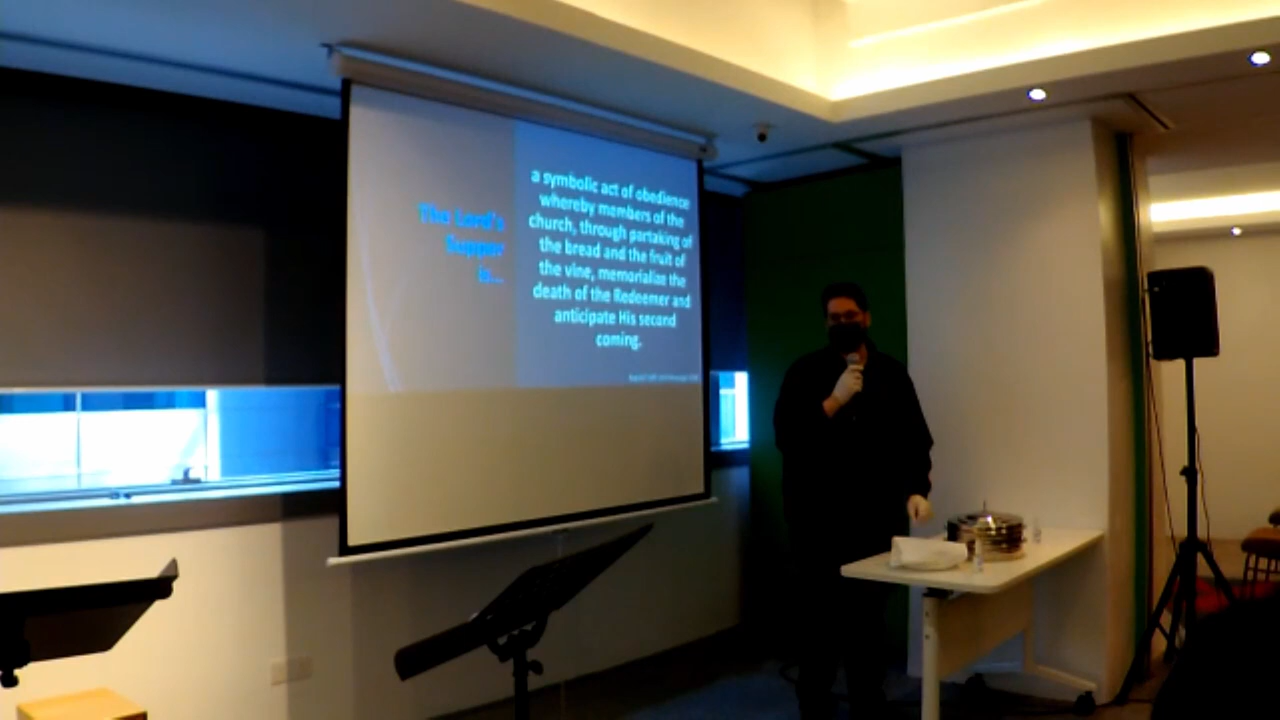 The Lord's
Supper
is...
a symbolic act of obedience
whereby members of the
church, through partaking of
the bread and the fruit of
the vine, memorialize the
death of the Redeemer and
anticipate His second
coming.